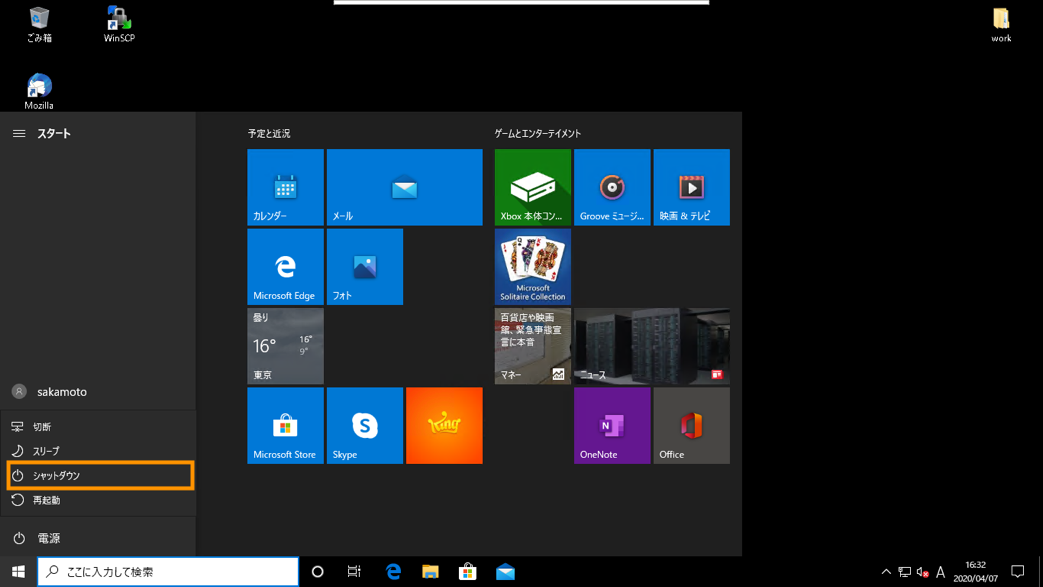 ごみ箱
WinSCP
work
Mozilla
スタート
予定と近況
ゲームとエンターテイメント
カレンダー
メール
Xbox 本体コン...
Groove ミュージ...
映画 & テレビ
Microsoft Edge
フォト
Microsoft
Solitaire Collection
曇り
16°
16°
9°
東京
百貨店や映画
館、緊急事態宣
言に本音
マネー
ニュース
sakamoto
切断
スリープ
シャットダウン
再起動
電源
Microsoft Store
S
Skype
King
N
OneNote
Office
ここに入力して検索
A
16:32
2020/04/07